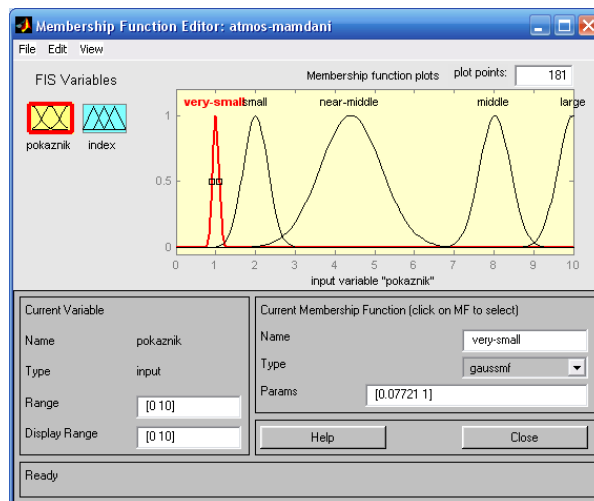 Membership Function Editor: atmos-mamdani
File Edit View
FIS Variables
pokaznik index
Membership function plots plot points: 181
very-small small near-middle middle large
1
0.5
0
0 1 2 3 4 5 6 7 8 9 10
input variable "pokaznik"
Current Variable
Name pokaznik
Type input
Range [0 10]
Display Range [0 10]
Current Membership Function (click on MF to select)
Name very-small
Type gaussmf
Params [0.07721 1]
Help Close
Ready